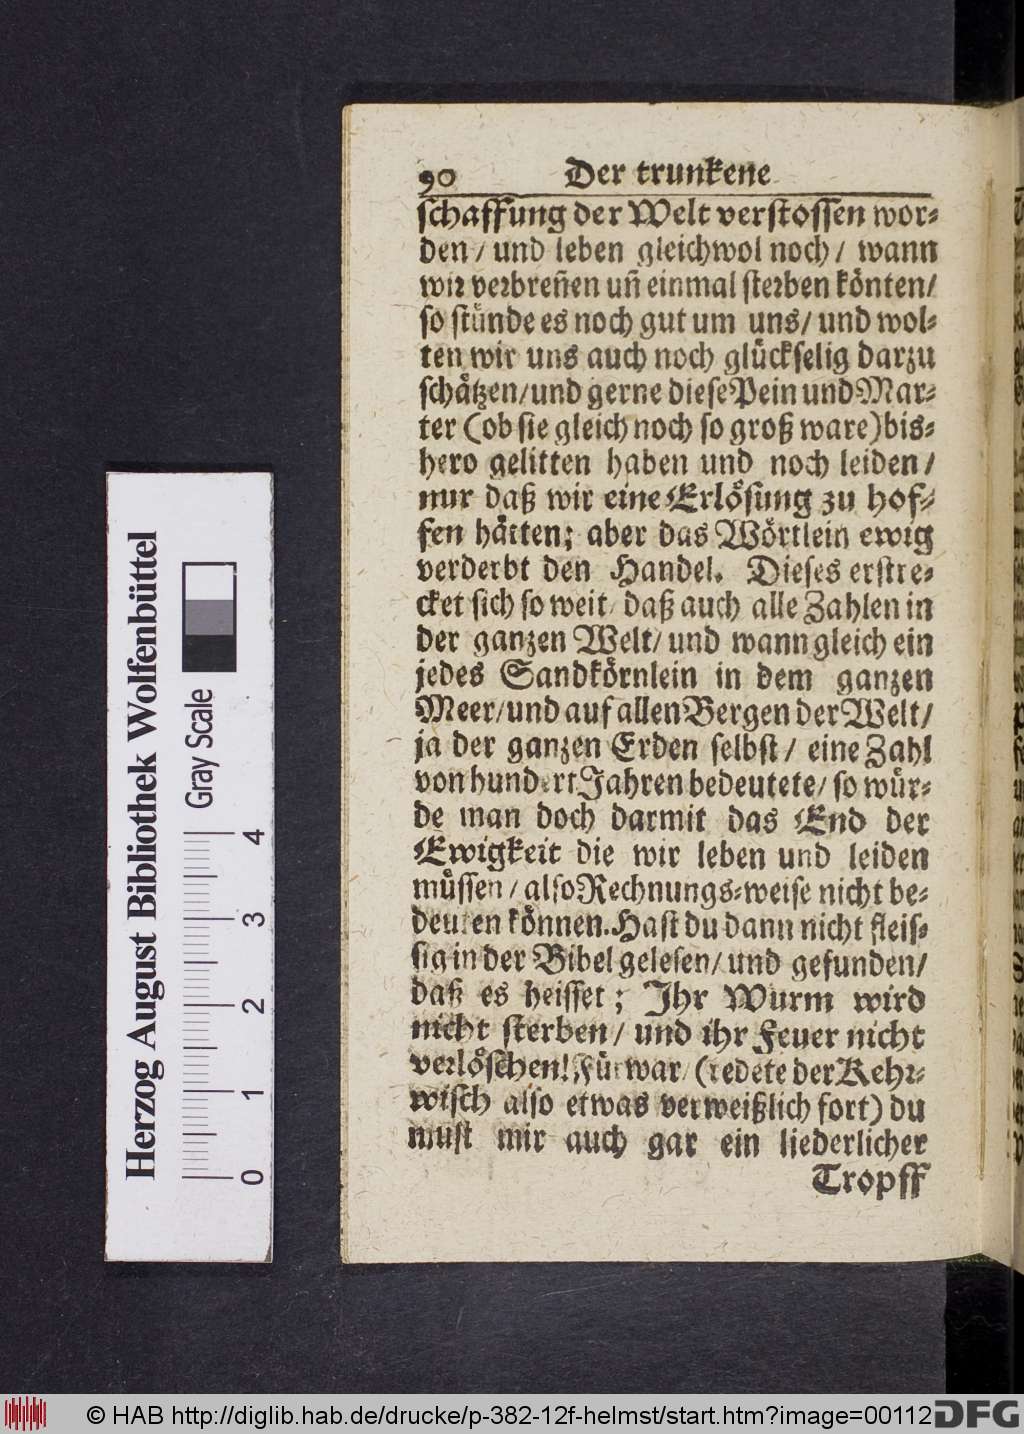 90 Der trunkene
schaffung der Welt verstossen wor⸗
den / und leben gleichwol noch / wann
wir verbreñen uñ einmal sterben könten/
so stünde es noch gut um uns/ und wol⸗
ten wir uns auch noch glückselig darzu
schätzen/und gerne diese Pein und Mar⸗
ter (ob sie gleich noch so groß ware) bis⸗
hero gelitten haben und noch leiden /
nur daß wir eine Erlösung zu hof⸗
fen hätten; aber das Wörtlein ewig
verderbt den Handel. Dieses erstre⸗
cket sich so weit/ daß auch alle Zahlen in
der ganzen Welt/ und wann gleich ein
jedes Sandkörnlein in dem ganzen
Meer/und auf allen Bergen der Welt/
ja der ganzen Erden selbst / eine Zahl
von hundert Jahren bedeutete/ so wür⸗
de man doch darmit das End der
Ewigkeit die wir leben und leiden
müssen / also Rechnungs⸗weise nicht be⸗
deuten können. Hast du dann nicht fleis⸗
sig in der Bibel gelesen/ und gefunden/
daß es heisset; Ihr Wurm wird
nicht sterben/ und ihr Feuer nicht
verlöschen! Fürwar/ (redete der Kehr⸗
wisch also etwas verweißlich fort) du
must mir auch gar ein liederlicher
Tropff
Herzog August Bibliothek Wolfenbüttel
Gray Scale
0 1 2 3 4
© HAB http://diglib.hab.de/drucke/p-382-12f-helmst/start.htm?image=00112
DFG